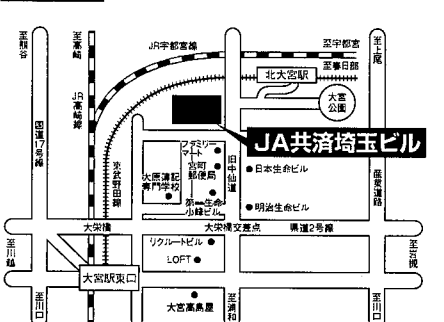 至熊谷
至高崎
JR宇都宮線
至宇都宮
至春日部
至上尾
北大宮駅
大宮
公園
JR高崎線
国道17号線
JA共済埼玉ビル
ファミリー
マート
宮町
郵便局
旧中仙道
日本生命ビル
東武野田線
大原簿記
専門学校
第一生命
小峰ビル
明治生命ビル
産業道路
大栄橋
大栄橋交差点
県道2号線
至川越
リクルートビル
LOFT
至岩槻
大宮駅東口
大宮高島屋
至川口
至浦和
至川口